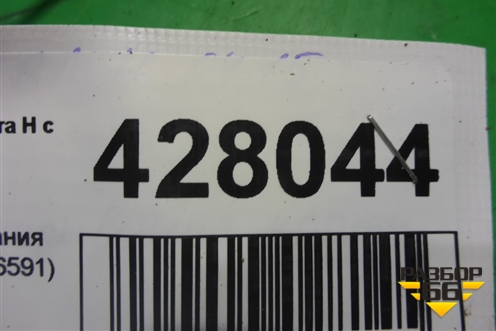 та Н с
428044
ания
6591)
РАЗБОР
66